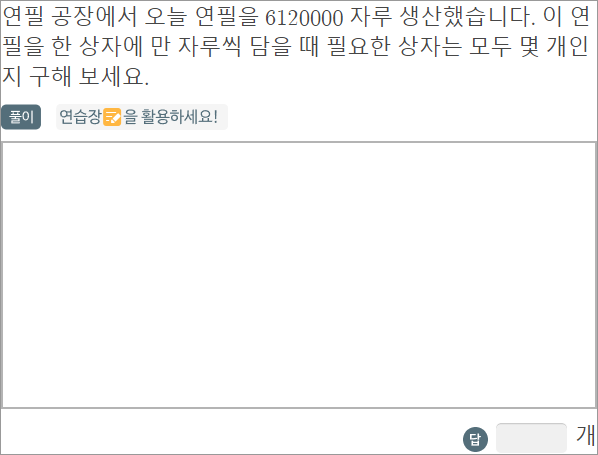 연필 공장에서 오늘 연필을 6120000 자루 생산했습니다. 이 연
필을 한 상자에 만 자루씩 담을 때 필요한 상자는 모두 몇 개인
지 구해 보세요.
풀이 연습장 을 활용하세요!
답 개